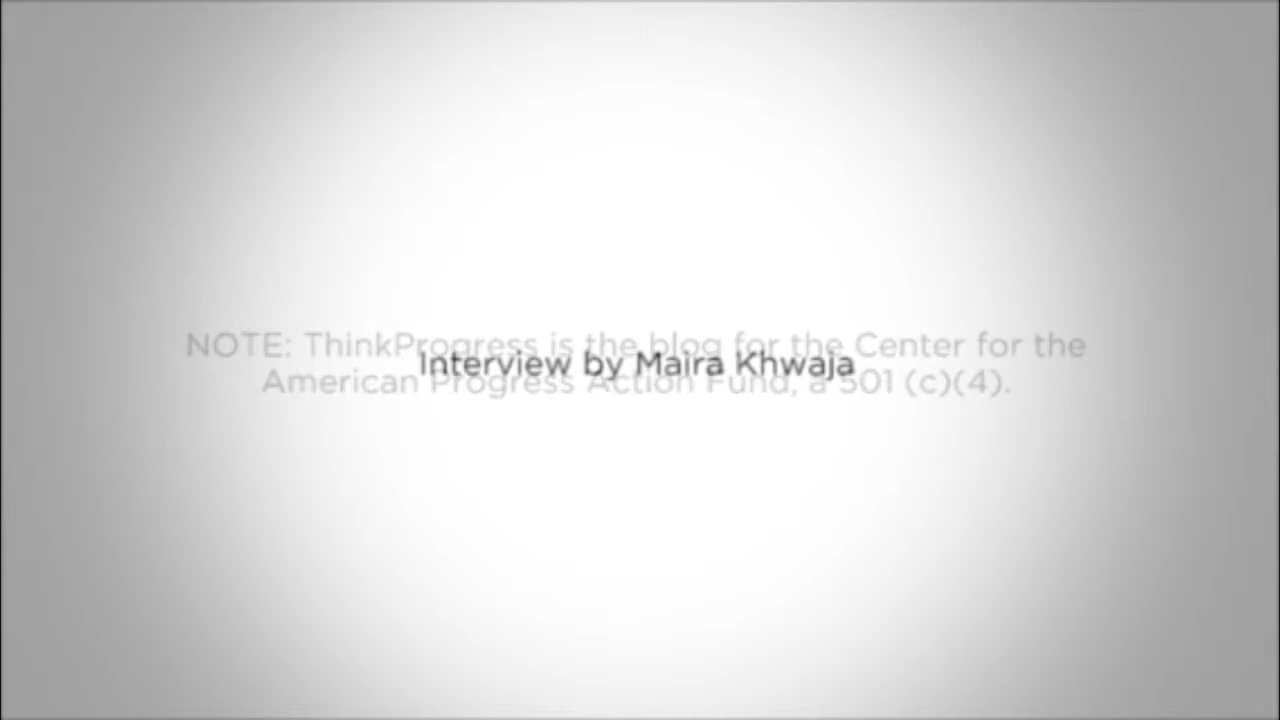 NOTE: ThinkProgress is the blog for the Center for the
Interview by Maira Khwaja
American Progress Action Fund, a 501 (c)(4).